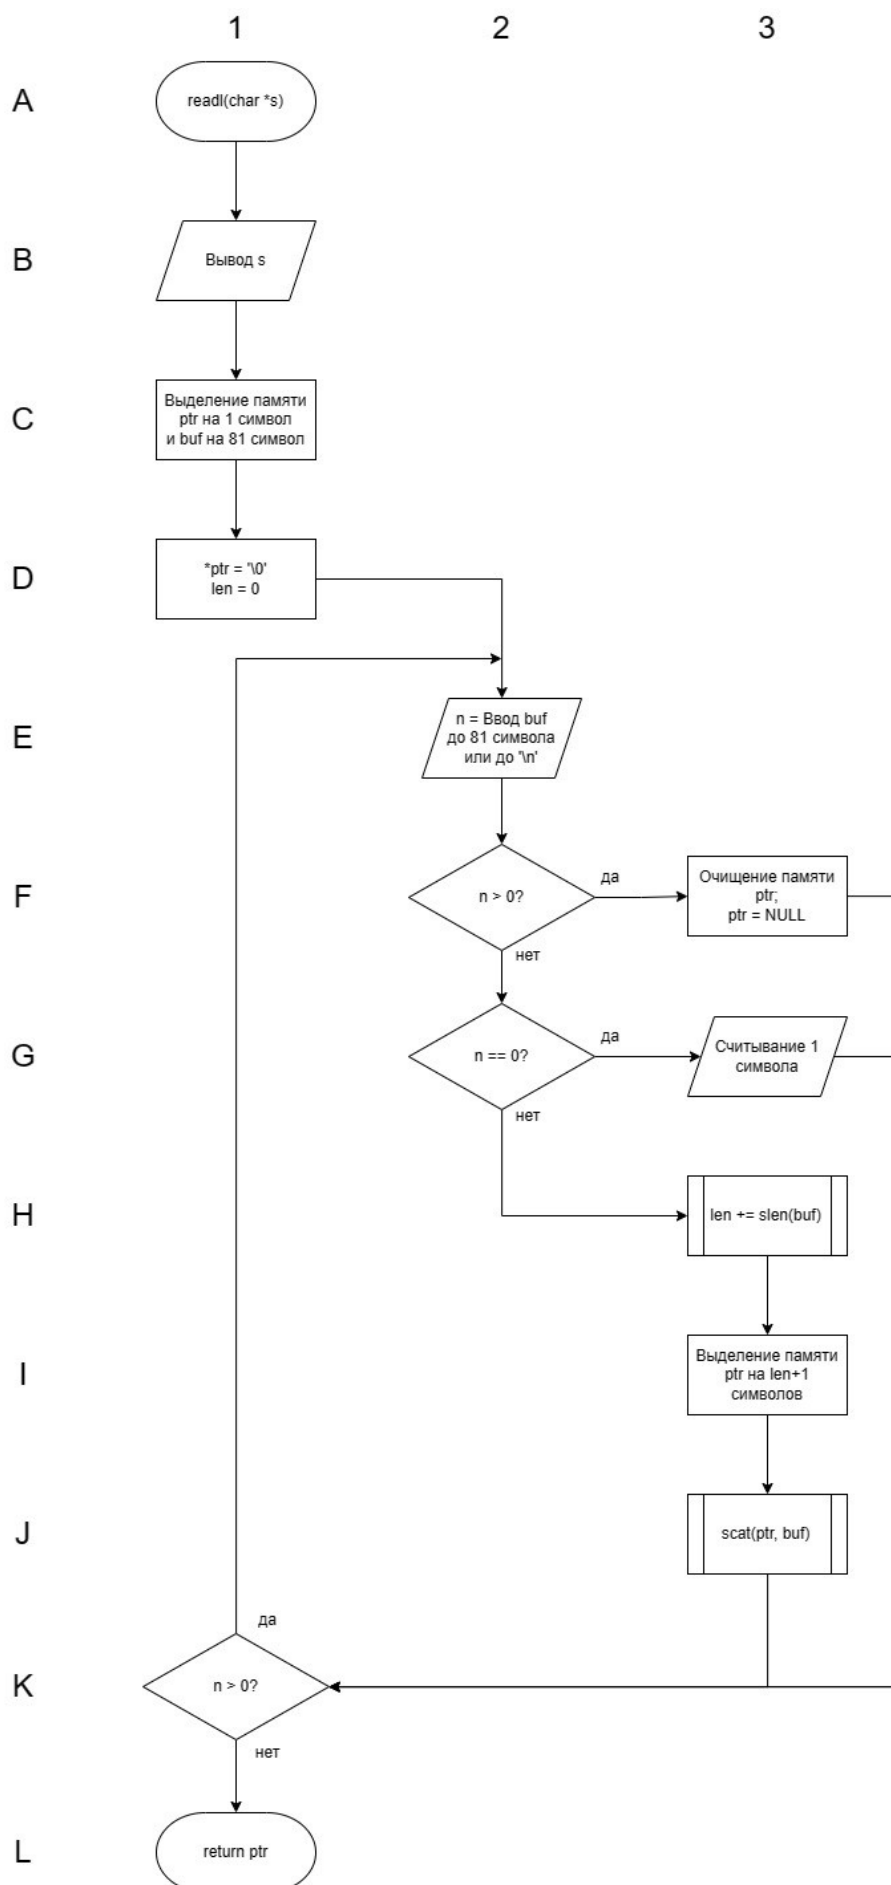 1 2 3
A
readl(char *s)
B
Вывод s
C
Выделение памяти
ptr на 1 символ
и buf на 81 символ
D
*ptr = '\0'
len = 0
E
n = Ввод buf
до 81 символа
или до '\n'
F
n > 0?
да
Очищение памяти
ptr;
ptr = NULL
нет
G
n == 0?
да
Считывание 1
символа
нет
H
len += slen(buf)
I
Выделение памяти
ptr на len+1
символов
J
scat(ptr, buf)
да
K
n > 0?
нет
L
return ptr